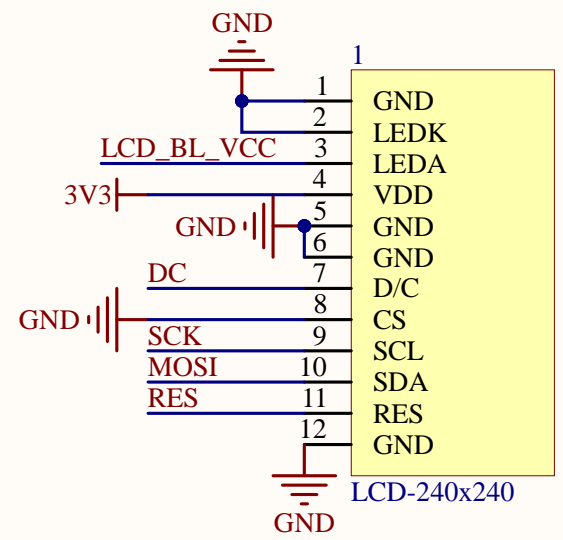 GND
1
1 GND
2 LEDK
LCD_BL_VCC 3 LEDA
3V3 4 VDD
GND 5 GND
6 GND
DC 7 D/C
GND 8 CS
SCK 9 SCL
MOSI 10 SDA
RES 11 RES
12 GND
LCD-240x240
GND